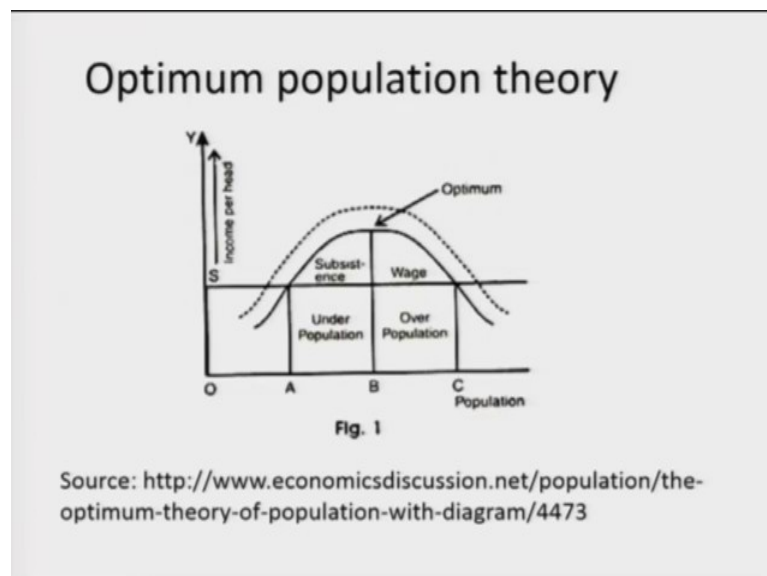 Optimum population theory
Y
Income per head
Optimum
S
Subsist-
ence
Wage
Under
Population
Over
Population
O A B C
Population
Fig. 1
Source: http://www.economicsdiscussion.net/population/the-
optimum-theory-of-population-with-diagram/4473